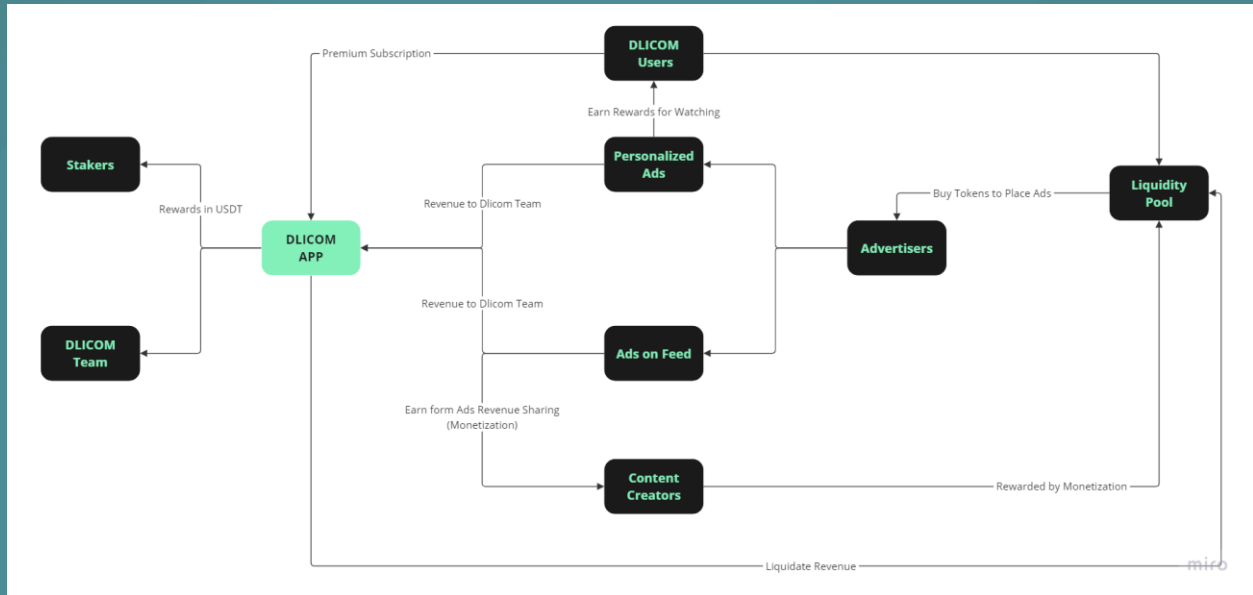 DLICOM
Users
Premium Subscription
Earn Rewards for Watching
Stakers
Personalized
Ads
Liquidity
Pool
Buy Tokens to Place Ads
Revenue to Dlicom Team
Rewards in USDT
DLICOM
APP
Advertisers
Revenue to Dlicom Team
DLICOM
Team
Ads on Feed
Earn form Ads Revenue Sharing
(Monetization)
Content
Creators
Rewarded by Monetization
Liquidate Revenue
miro